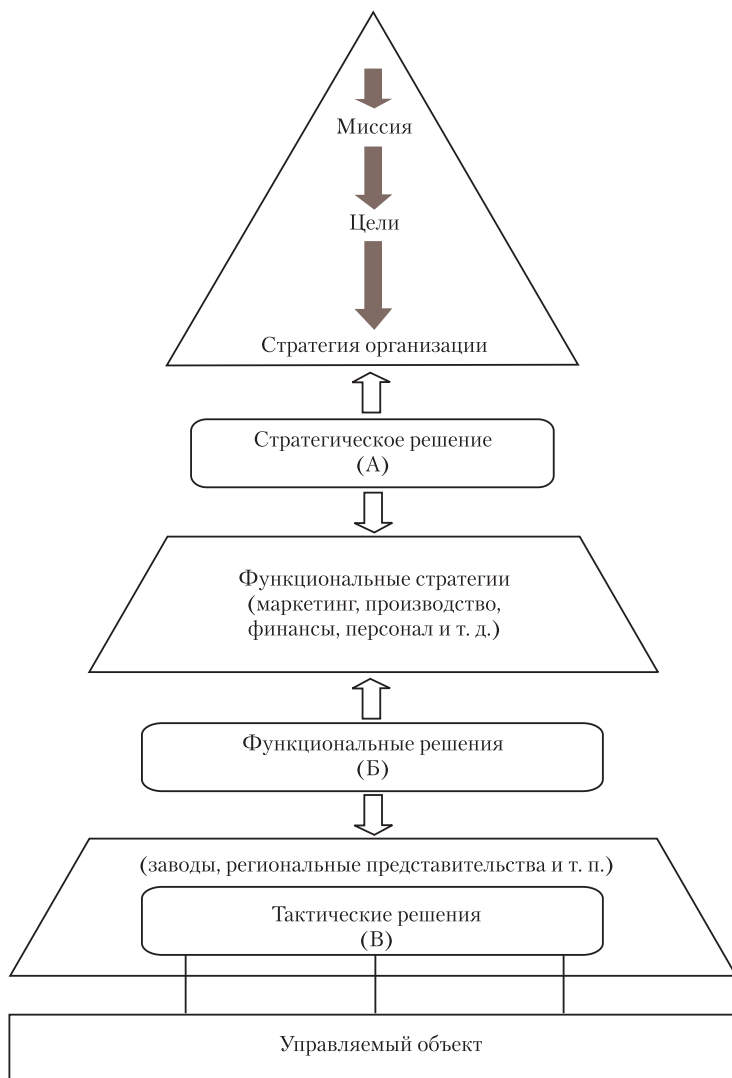 Миссия
Цели
Стратегия организации
Стратегическое решение
(А)
Функциональные стратегии
(маркетинг, производство,
финансы, персонал и т. д.)
Функциональные решения
(Б)
(заводы, региональные представительства и т. п.)
Тактические решения
(В)
Управляемый объект